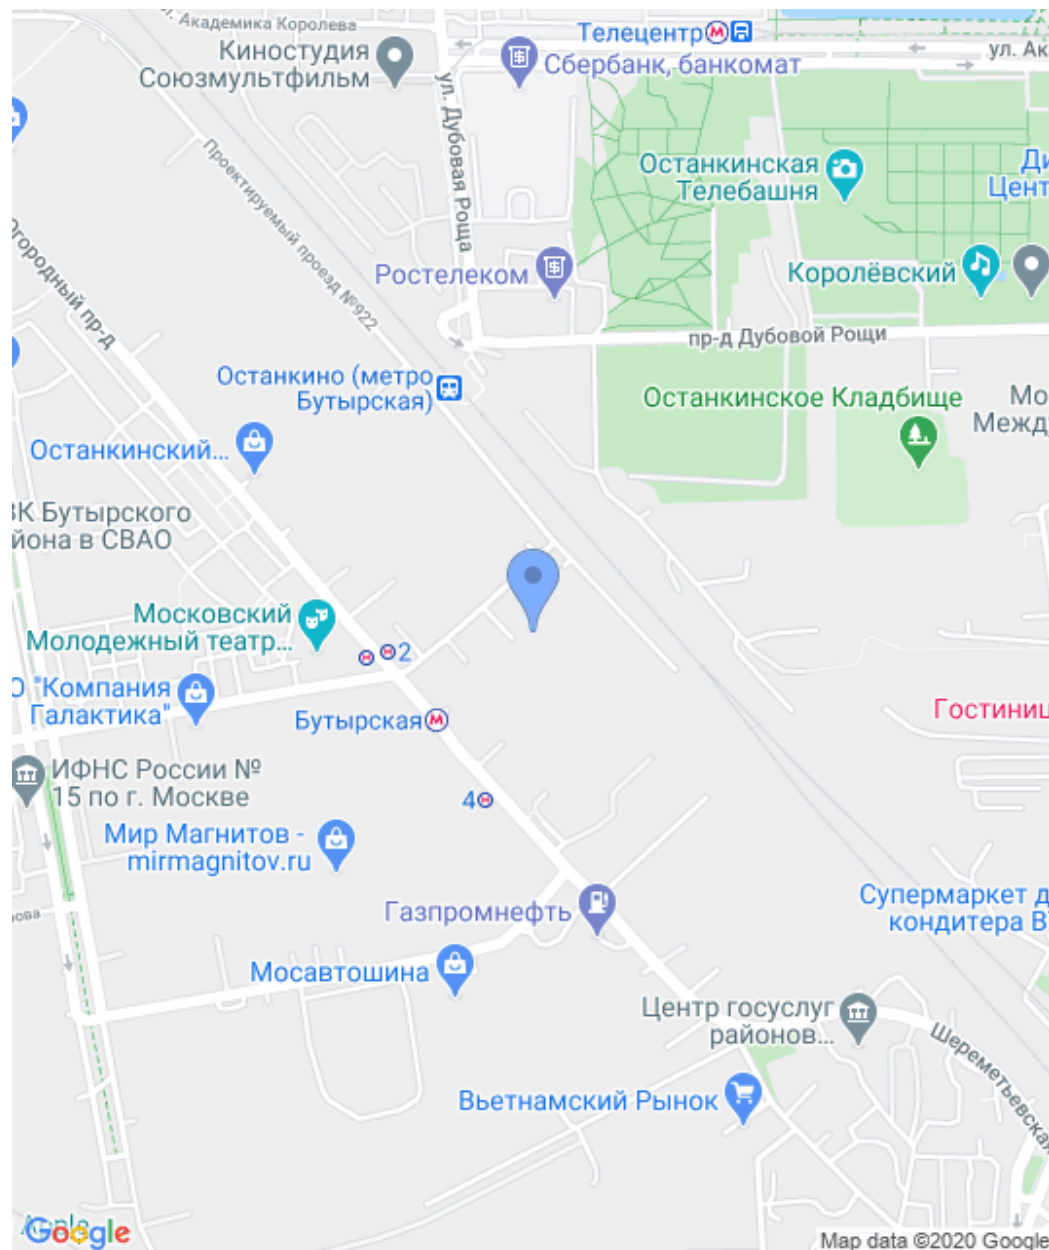 ул. Академика Королева
Телецентр
Киностудия
Союзмультфильм
Сбербанк, банкомат
ул. Ак
ул. Дубовая Роща
Проектируемый проезд №922
Останкинская
Телебашня
Ди
Цент
Огородный пр-д
Ростелеком
Королёвский
пр-д Дубовой Рощи
Останкино (метро
Бутырская)
Останкинское Кладбище
Мо
Межд
Останкинский...
ЗК Бутырского
йона в СВАО
Московский
Молодежный театр...
2
О "Компания
Галактика"
Бутырская
Гостиниц
ИФНС России №
15 по г. Москве
4
Мир Магнитов -
mirmagnitov.ru
Газпромнефть
Супермаркет д
кондитера В
рова
Мосавтошина
Центр госуслуг
районов...
Шереметьевская
Вьетнамский Рынок
Google
Map data ©2020 Google